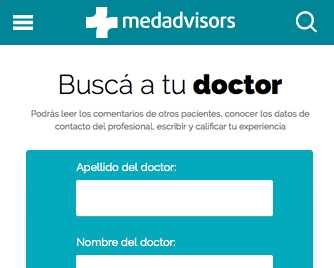 medadvisors
Buscá a tu doctor
Podrás leer los comentarios de otros pacientes, conocer los datos de
contacto del profesional, escribir y calificar tu experiencia
Apellido del doctor:
Nombre del doctor: